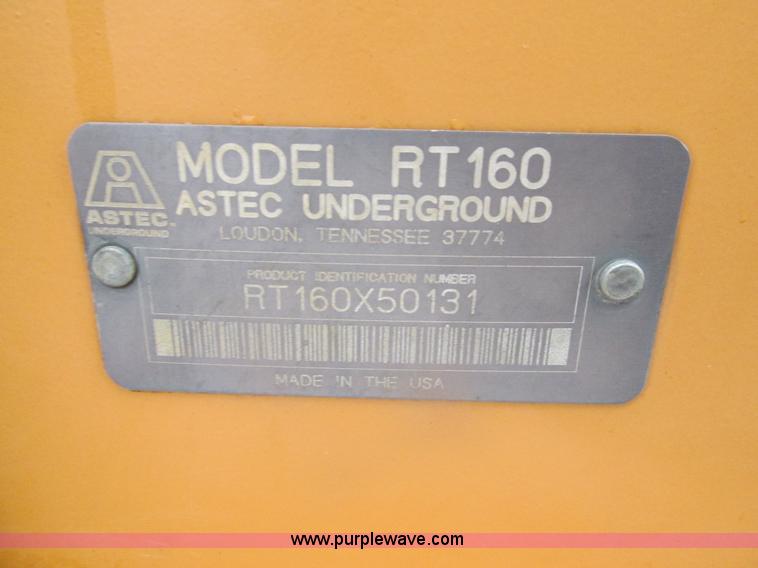 MODEL RT160
ASTEC UNDERGROUND
LOUDON, TENNESSEE 37774
ASTEC
UNDERGROUND
PRODUCT IDENTIFICATION NUMBER
RT160X50131
MADE IN THE USA
www.purplewave.com